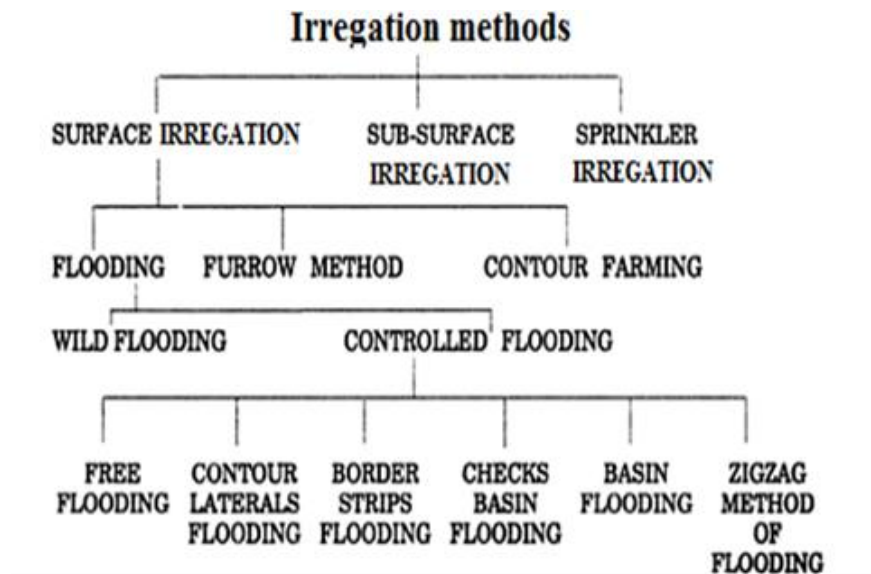 Irregation methods
SURFACE IRREGATION
SUB-SURFACE
IRREGATION
SPRINKLER
IRREGATION
FLOODING
FURROW METHOD
CONTOUR FARMING
WILD FLOODING
CONTROLLED FLOODING
FREE
FLOODING
CONTOUR
LATERALS
FLOODING
BORDER
STRIPS
FLOODING
CHECKS
BASIN
FLOODING
BASIN
FLOODING
ZIGZAG
METHOD
OF
FLOODING